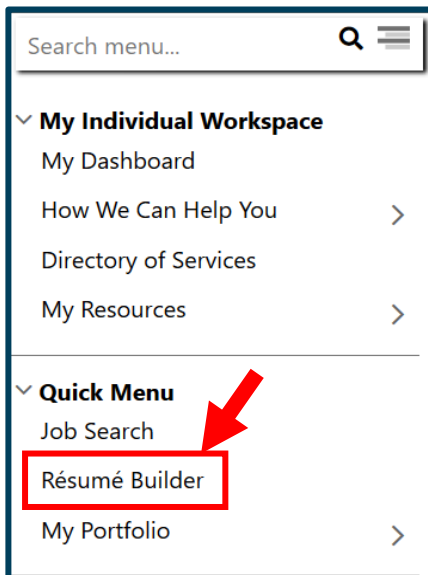 Search menu...
My Individual Workspace
My Dashboard
How We Can Help You
Directory of Services
My Resources
Quick Menu
Job Search
Résumé Builder
My Portfolio